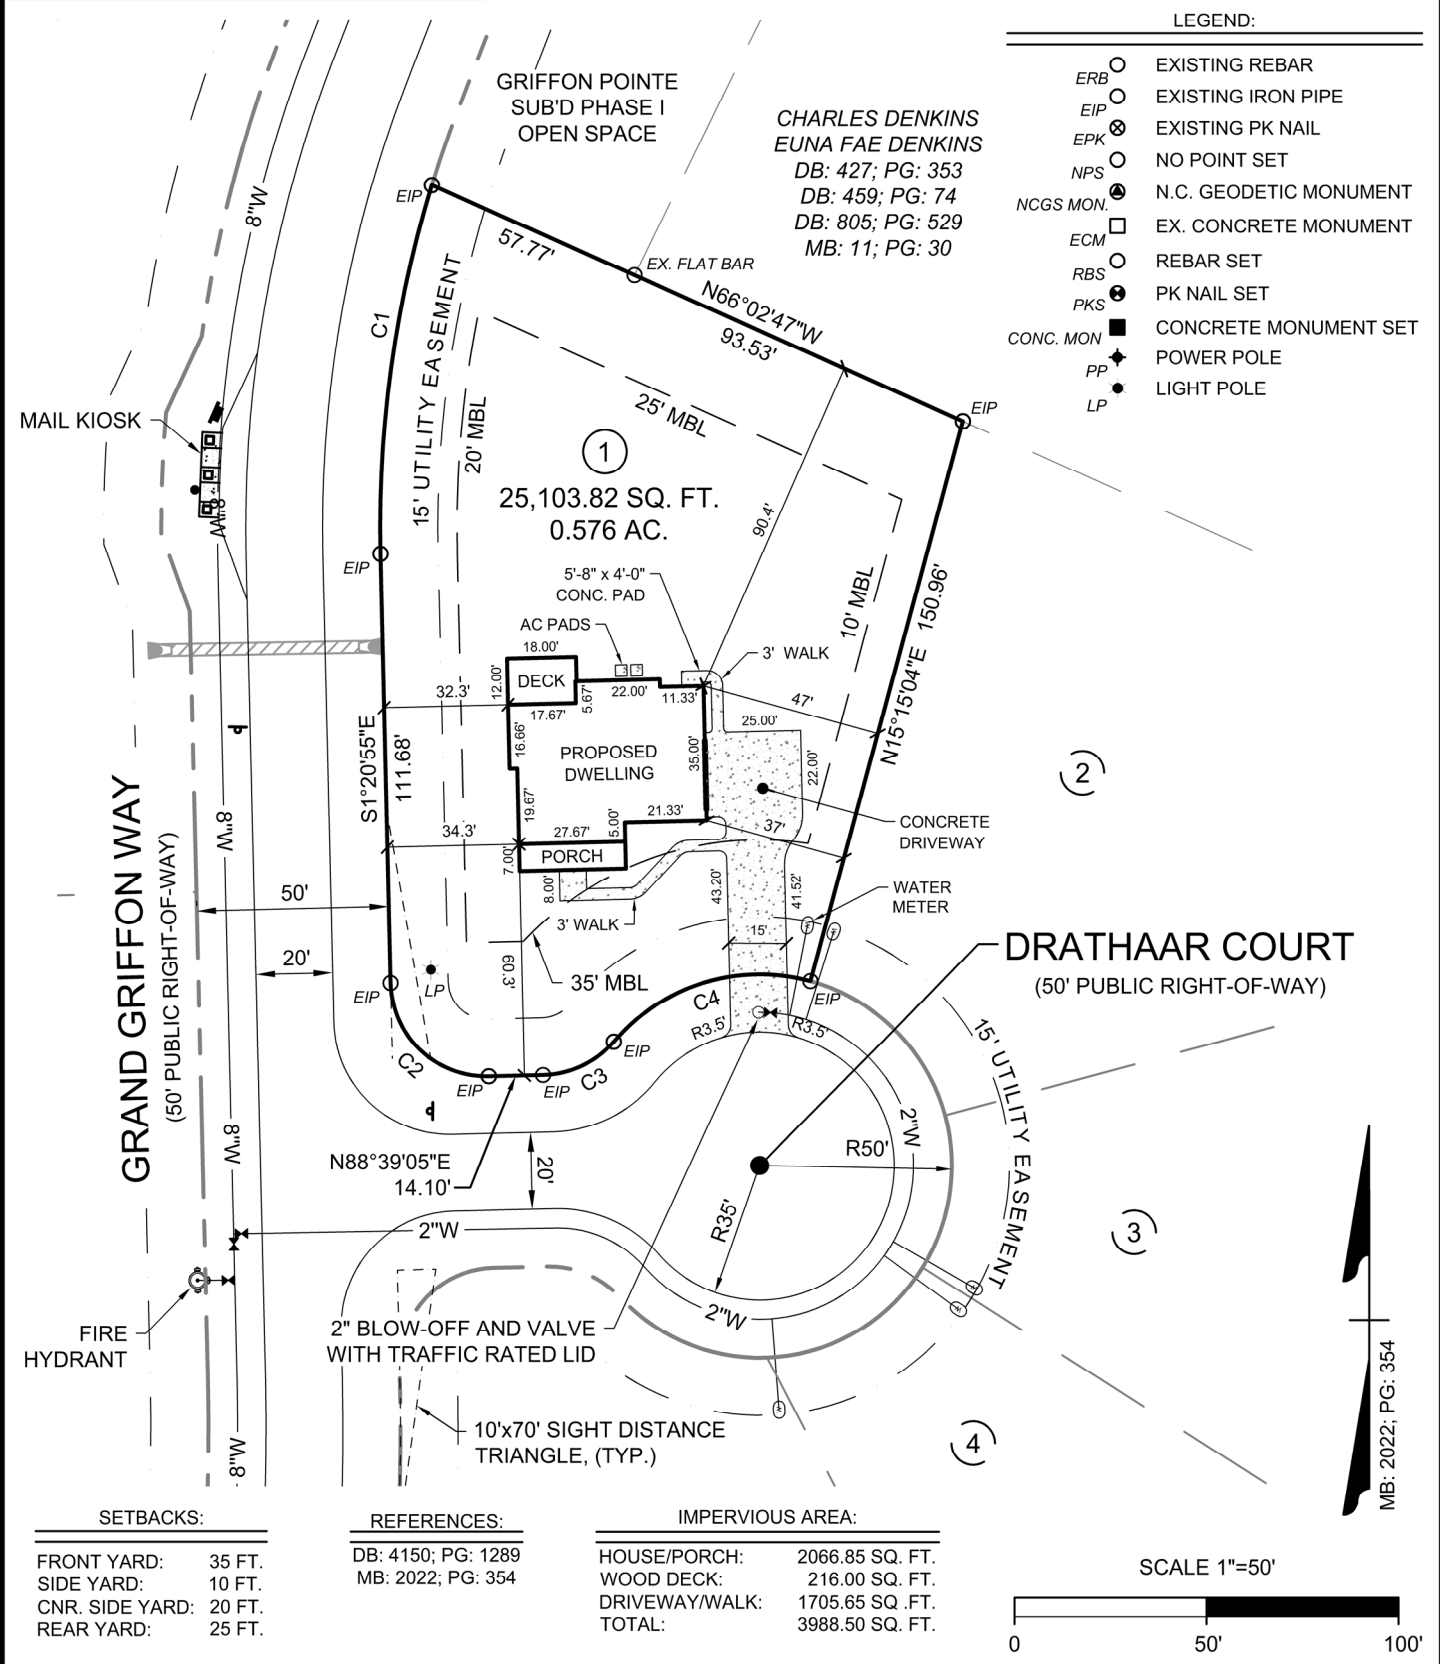 LEGEND:
ERB EXISTING REBAR
EIP EXISTING IRON PIPE
EPK EXISTING PK NAIL
NPS NO POINT SET
NCGS MON. N.C. GEODETIC MONUMENT
ECM EX. CONCRETE MONUMENT
RBS REBAR SET
PKS PK NAIL SET
CONC. MON CONCRETE MONUMENT SET
PP POWER POLE
LP LIGHT POLE
GRIFFON POINTE
SUB'D PHASE I
OPEN SPACE
CHARLES DENKINS
EUNA FAE DENKINS
DB: 427; PG: 353
DB: 459; PG: 74
DB: 805; PG: 529
MB: 11; PG: 30
8"W
EIP
57.77'
EX. FLAT BAR
N66°02'47"W
93.53'
C1
15' UTILITY EASEMENT
20' MBL
25' MBL
EIP
MAIL KIOSK
8"W
1
25,103.82 SQ. FT.
0.576 AC.
90.4'
EIP
5'-8" x 4'-0"
CONC. PAD
AC PADS
10' MBL
N15°15'04"E 150.96'
3' WALK
18.00'
DECK
12.00'
5.67'
22.00'
11.33'
47'
32.3'
17.67'
25.00'
16.66'
PROPOSED
DWELLING
35.00'
22.00'
S1°20'55"E
111.68'
2
19.67'
21.33'
5.00'
37'
34.3'
27.67'
CONCRETE
DRIVEWAY
PORCH
7.00'
8.00'
43.20'
41.52'
WATER
METER
GRAND GRIFFON WAY
(50' PUBLIC RIGHT-OF-WAY)
8"W
50'
3' WALK
15'
20'
60.3'
35' MBL
DRATHAAR COURT
(50' PUBLIC RIGHT-OF-WAY)
EIP
LP
EIP
C4
R3.5'
R3.5'
EIP
C2
EIP
EIP
C3
15' UTILITY EASEMENT
2"W
8"W
N88°39'05"E
14.10'
20'
R50'
R35'
2"W
3
2"W
FIRE
HYDRANT
2" BLOW-OFF AND VALVE
WITH TRAFFIC RATED LID
8"W
10'x70' SIGHT DISTANCE
TRIANGLE, (TYP.)
4
MB: 2022; PG: 354
SETBACKS:
FRONT YARD: 35 FT.
SIDE YARD: 10 FT.
CNR. SIDE YARD: 20 FT.
REAR YARD: 25 FT.
REFERENCES:
DB: 4150; PG: 1289
MB: 2022; PG: 354
IMPERVIOUS AREA:
HOUSE/PORCH: 2066.85 SQ. FT.
WOOD DECK: 216.00 SQ. FT.
DRIVEWAY/WALK: 1705.65 SQ .FT.
TOTAL: 3988.50 SQ. FT.
SCALE 1"=50'
0 50' 100'